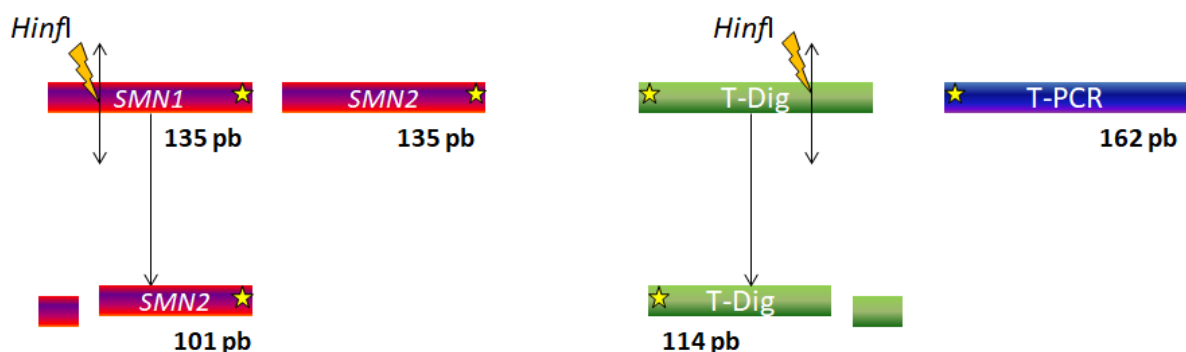 HinfI
HinfI
SMN1
SMN2
T-Dig
T-PCR
135 pb
135 pb
162 pb
SMN2
T-Dig
101 pb
114 pb